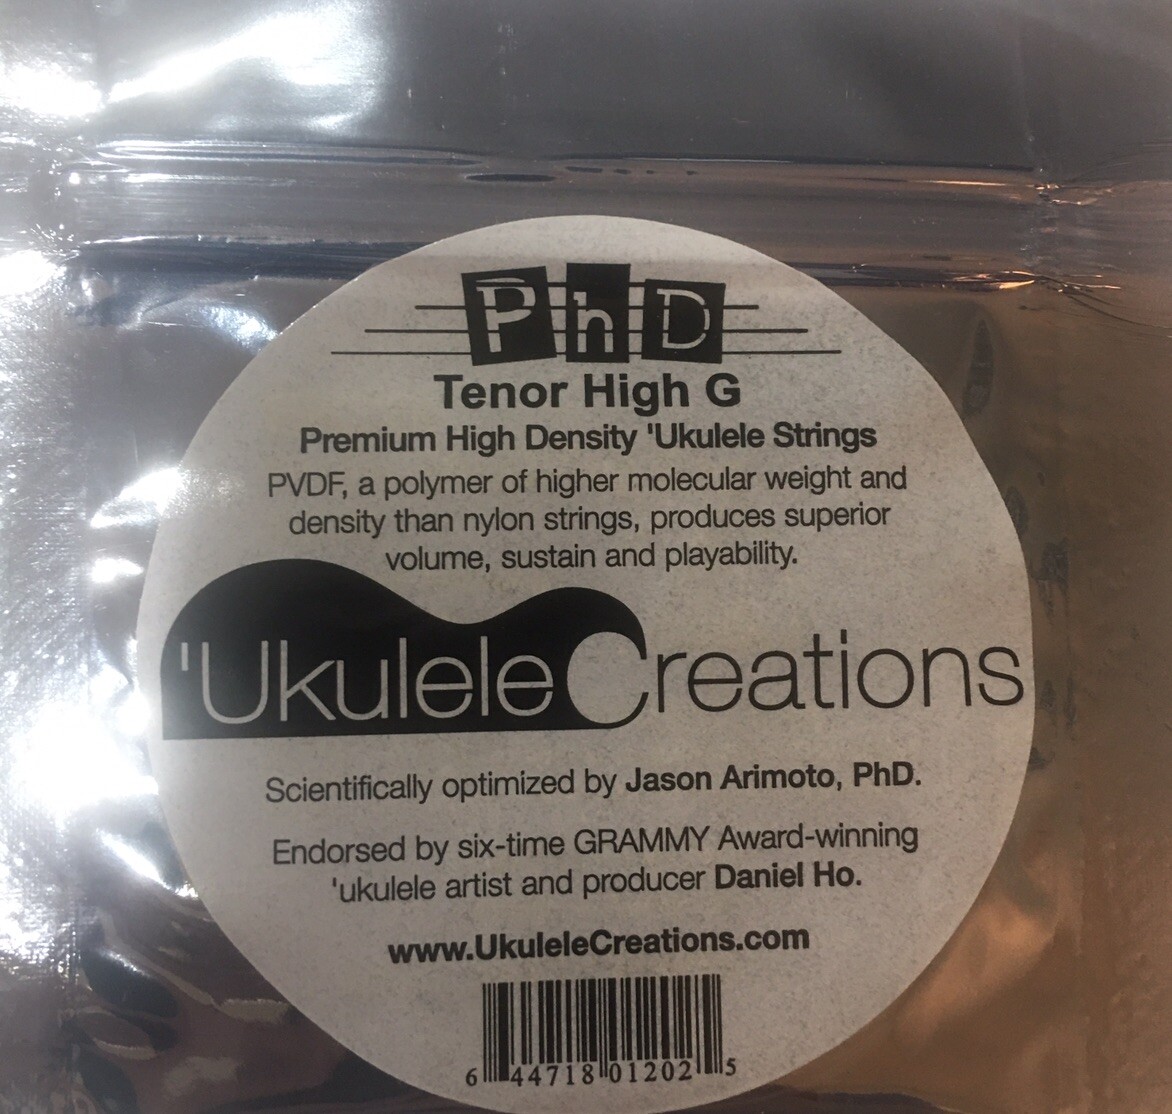 PhD
Tenor High G
Premium High Density 'Ukulele Strings
PVDF, a polymer of higher molecular weight and
density than nylon strings, produces superior
volume, sustain and playability.
'Ukulele Creations
Scientifically optimized by Jason Arimoto, PhD.
Endorsed by six-time GRAMMY Award-winning
'ukulele artist and producer Daniel Ho.
www.UkuleleCreations.com
6 44718 01202 5